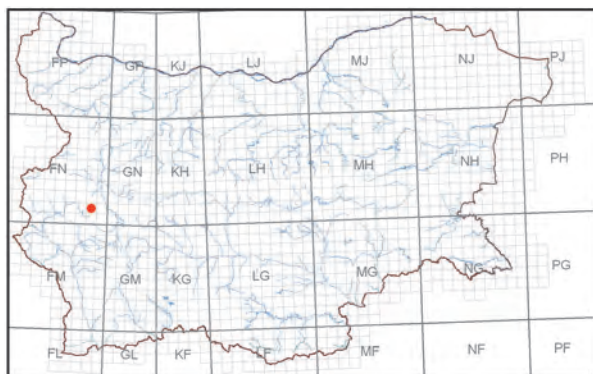 FP GP KJ LJ MJ NJ PJ
FN GN KH LH MH NH PH
FM GM KG LG MG NG PG
FL GL KF LF MF NF PF